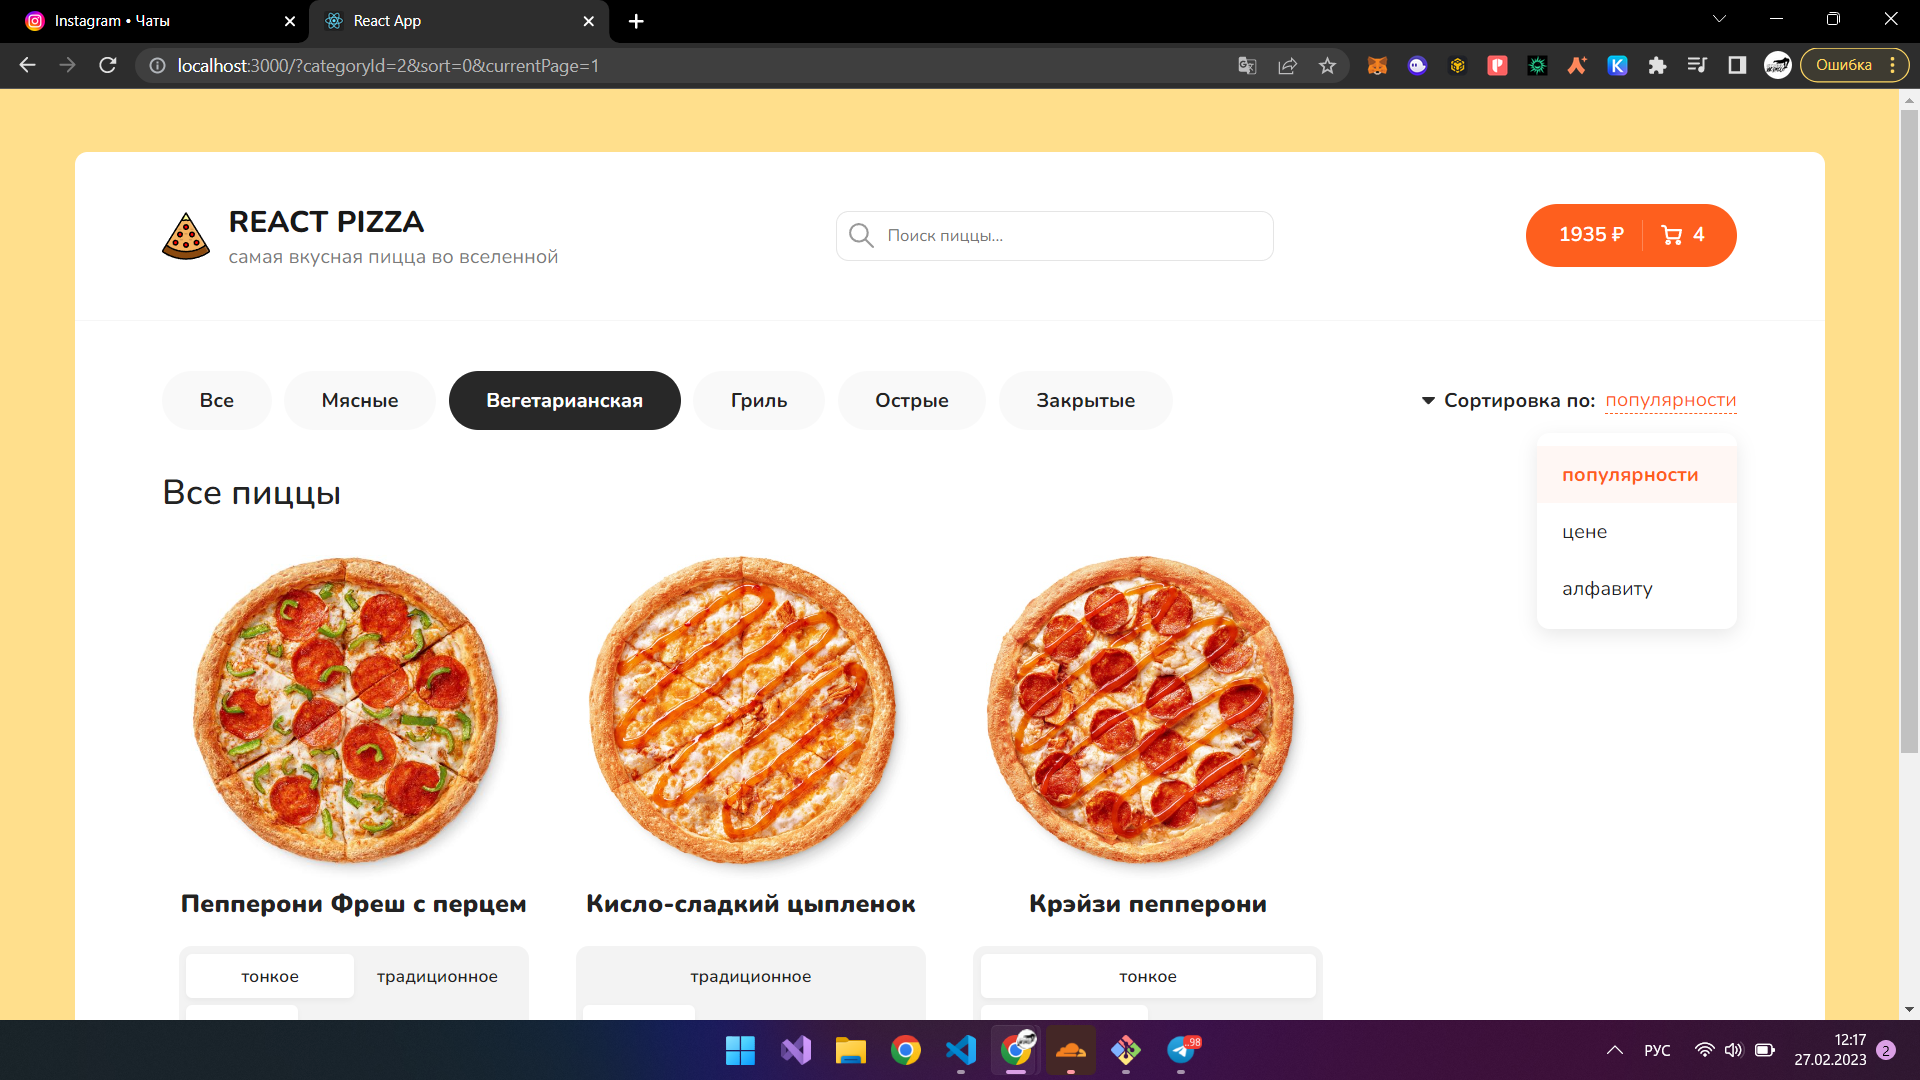 Instagram • Чаты
React App
localhost:3000/?categoryId=2&sort=0&currentPage=1
Ошибка
REACT PIZZA
самая вкусная пицца во вселенной
Поиск пиццы...
1935 ₽
4
Все
Мясные
Вегетарианская
Гриль
Острые
Закрытые
Сортировка по: популярности
популярности
цене
алфавиту
Все пиццы
Пепперони Фреш с перцем
Кисло-сладкий цыпленок
Крэйзи пепперони
тонкое
традиционное
традиционное
тонкое
98
РУС
12:17
27.02.2023
2